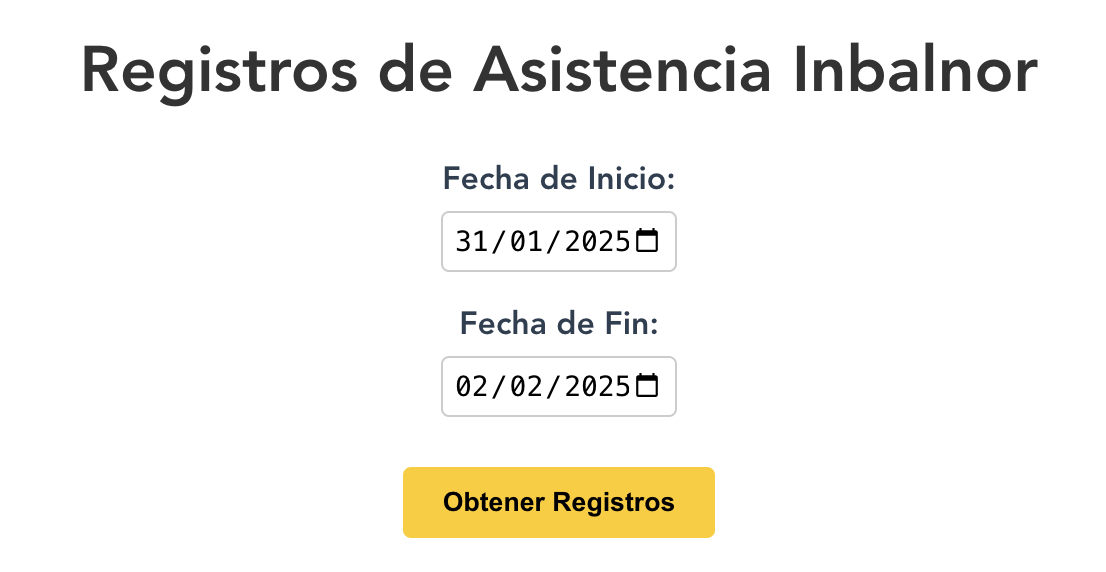 Registros de Asistencia Inbalnor
Fecha de Inicio:
31/01/2025
Fecha de Fin:
02/02/2025
Obtener Registros